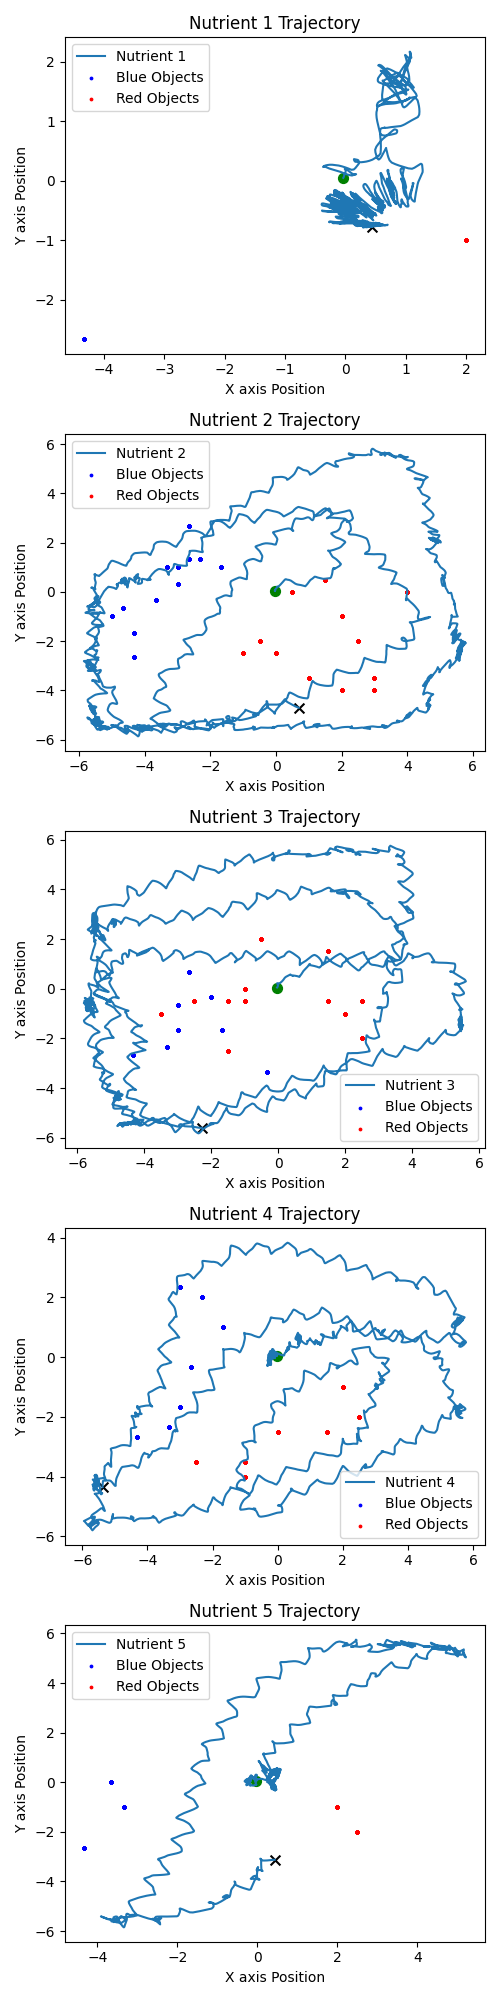 Nutrient 1 Trajectory
Nutrient 1
Blue Objects
Red Objects
2
1
0
−1
−2
Y axis Position
−4
−3
−2
−1
0
1
2
X axis Position
Nutrient 2 Trajectory
Nutrient 2
Blue Objects
Red Objects
6
4
2
0
−2
−4
−6
Y axis Position
−6
−4
−2
0
2
4
6
X axis Position
Nutrient 3 Trajectory
6
4
2
0
−2
−4
−6
Y axis Position
Nutrient 3
Blue Objects
Red Objects
−6
−4
−2
0
2
4
6
X axis Position
Nutrient 4 Trajectory
4
2
0
−2
−4
−6
Y axis Position
Nutrient 4
Blue Objects
Red Objects
−6
−4
−2
0
2
4
6
X axis Position
Nutrient 5 Trajectory
Nutrient 5
Blue Objects
Red Objects
6
4
2
0
−2
−4
−6
Y axis Position
−4
−2
0
2
4
X axis Position